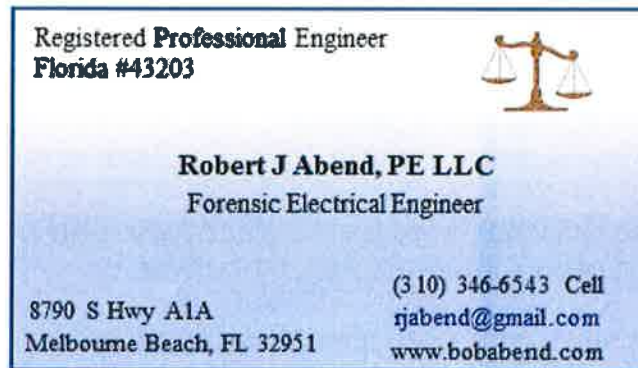 Registered Professional Engineer
Florida #43203
Robert J Abend, PE LLC
Forensic Electrical Engineer
8790 S Hwy A1A
Melbourne Beach, FL 32951
(310) 346-6543 Cell
rjabend@gmail.com
www.bobabend.com